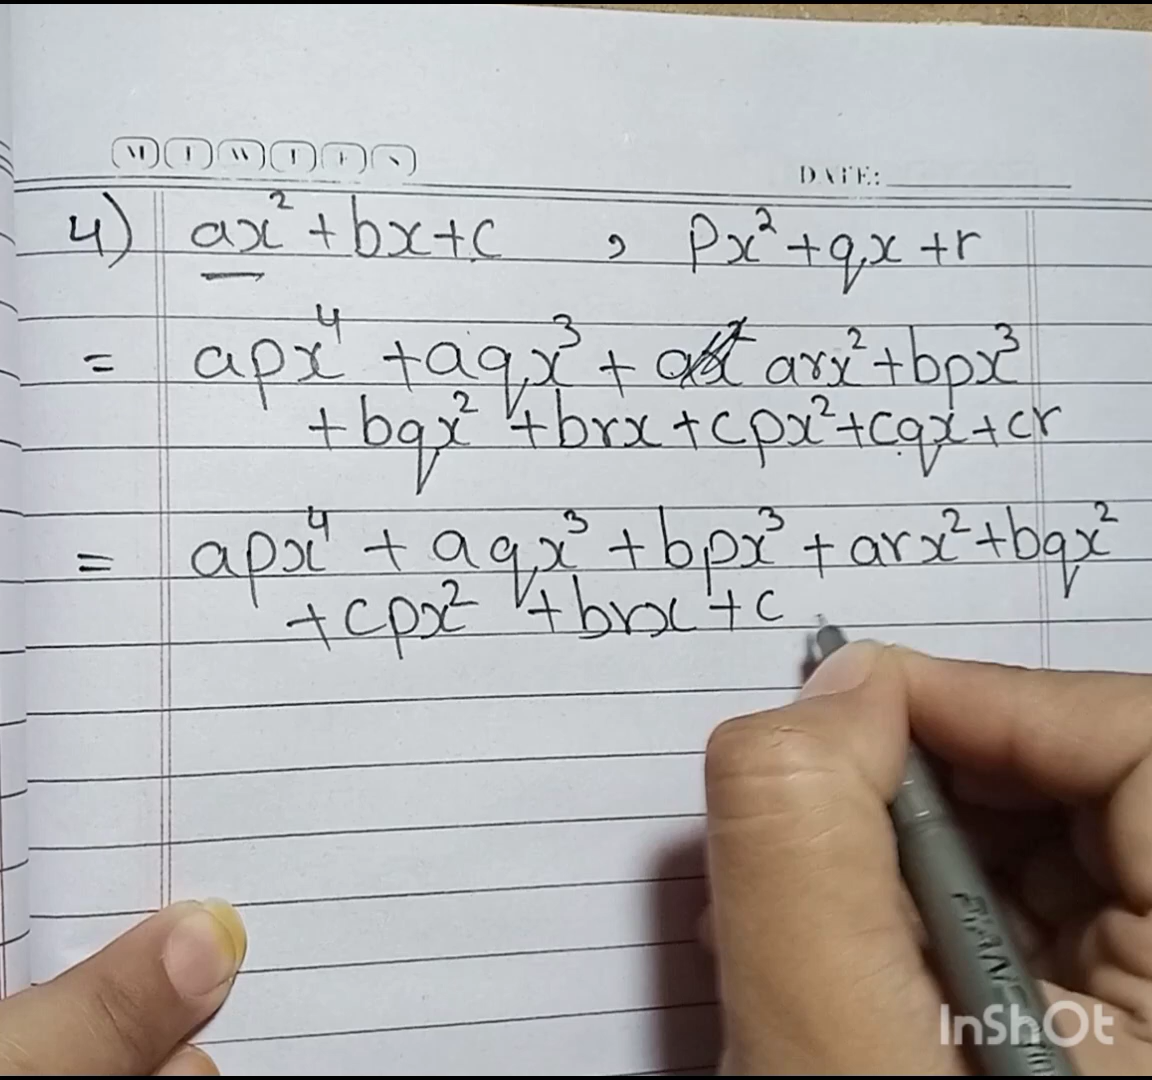 M T W T F S
DATE:
4) ax² + bx + c , px² + qx + r
= apx⁴ + aqx³ + arx² + bpx³
+ bqx² + brx + cpx² + cqx + cr
= apx⁴ + aqx³ + bpx³ + arx² + bqx²
+ cpx² + brx + c
InShOt